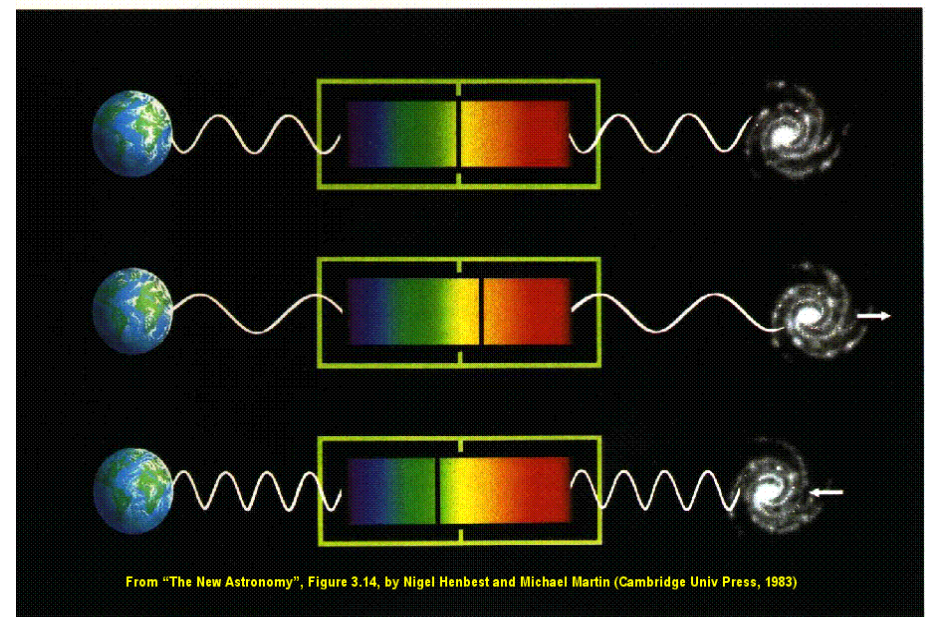 From “The New Astronomy”, Figure 3.14, by Nigel Henbest and Michael Martin (Cambridge Univ Press, 1983)